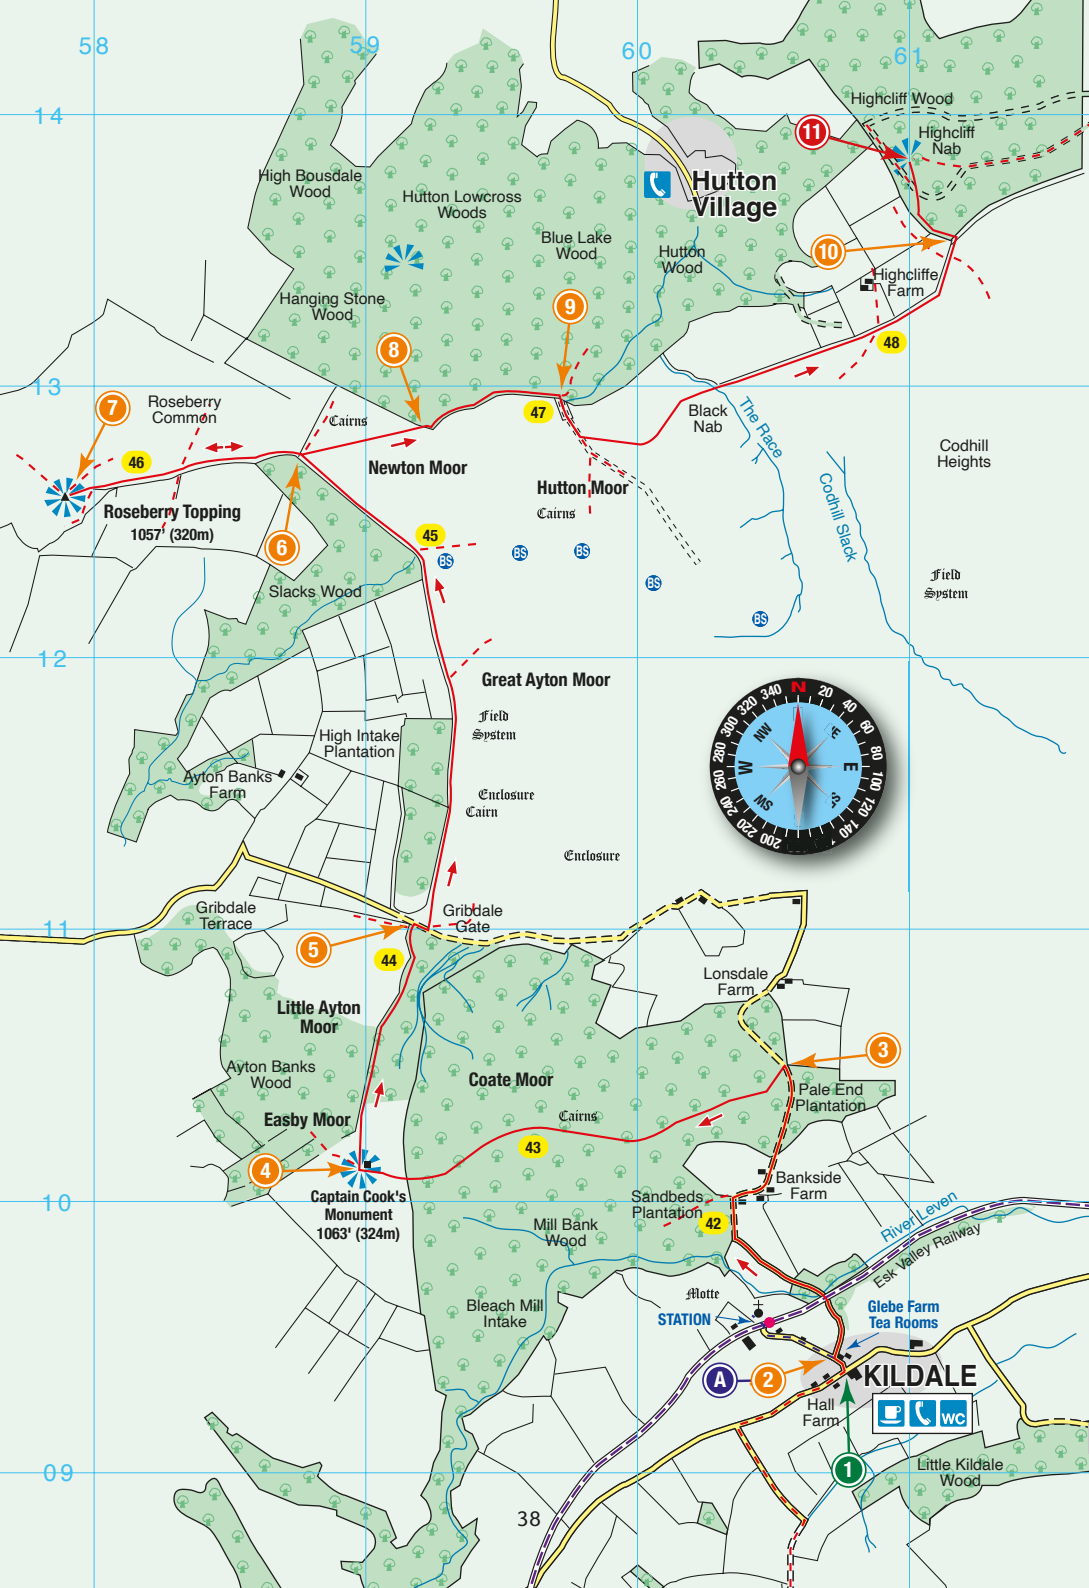 58
59
60
61
14
Highcliff Wood
11
Highcliff
Nab
High Bousdale
Wood
Hutton Lowcross
Woods
Hutton
Village
Blue Lake
Wood
Hutton
Wood
10
Highcliffe
Farm
Hanging Stone
Wood
9
8
48
13
7
Roseberry
Common
Cairns
47
Black
Nab
The Race
46
Newton Moor
Codhill
Heights
Hutton Moor
Cairns
Codhill Slack
Roseberry Topping
1057' (320m)
6
45
BS
BS
BS
BS
BS
Field
System
Slacks Wood
12
Great Ayton Moor
Field
System
High Intake
Plantation
Ayton Banks
Farm
Enclosure
Cairn
Enclosure
N
20
40
60
80
100
120
140
200
220
240
260
280
300
320
340
NW
W
E
Gribdale
Terrace
Gribdale
Gate
11
5
44
Lonsdale
Farm
Little Ayton
Moor
3
Ayton Banks
Wood
Coate Moor
Pale End
Plantation
Easby Moor
Cairns
43
4
Bankside
Farm
Captain Cook's
Monument
1063' (324m)
10
Sandbeds
Plantation
42
Mill Bank
Wood
River Leven
Esk Valley Railway
Motte
STATION
Bleach Mill
Intake
Glebe Farm
Tea Rooms
A
2
KILDALE
Hall
Farm
WC
1
09
Little Kildale
Wood
38